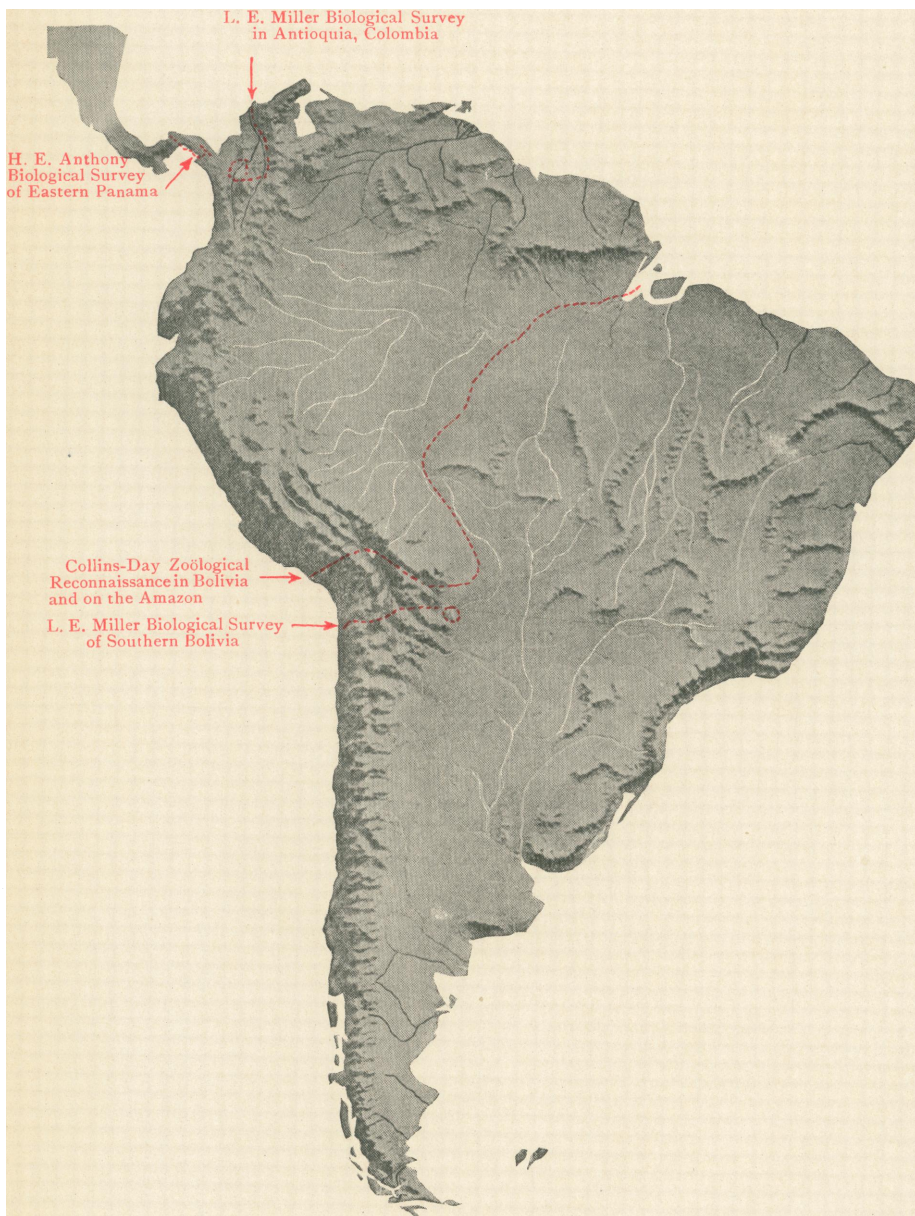 L. E. Miller Biological Survey
in Antioquia, Colombia
H. E. Anthony
Biological Survey
of Eastern Panama
Collins-Day Zoölogical
Reconnaissance in Bolivia
and on the Amazon
L. E. Miller Biological Survey
of Southern Bolivia